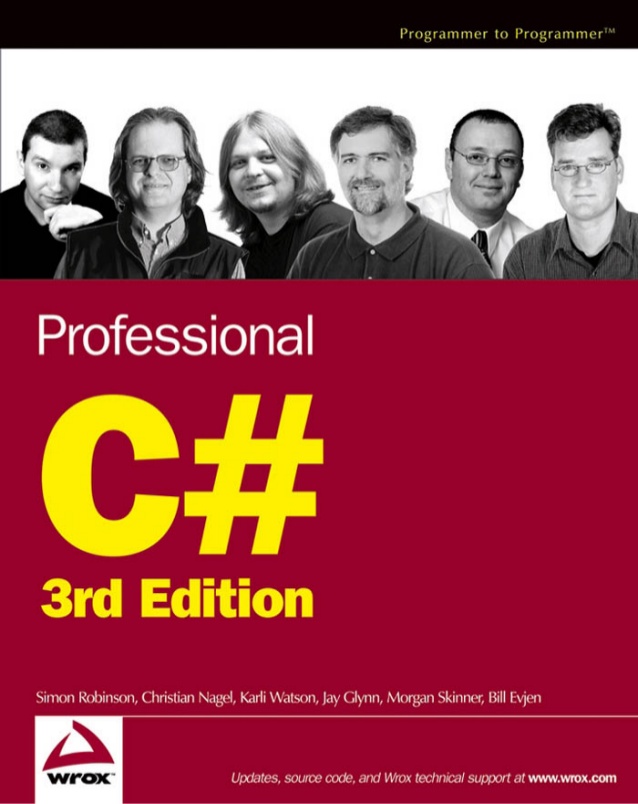 Programmer to Programmer™
Professional
C#
3rd Edition
Simon Robinson, Christian Nagel, Karli Watson, Jay Glynn, Morgan Skinner, Bill Evjen
wrox™
Updates, source code, and Wrox technical support at www.wrox.com